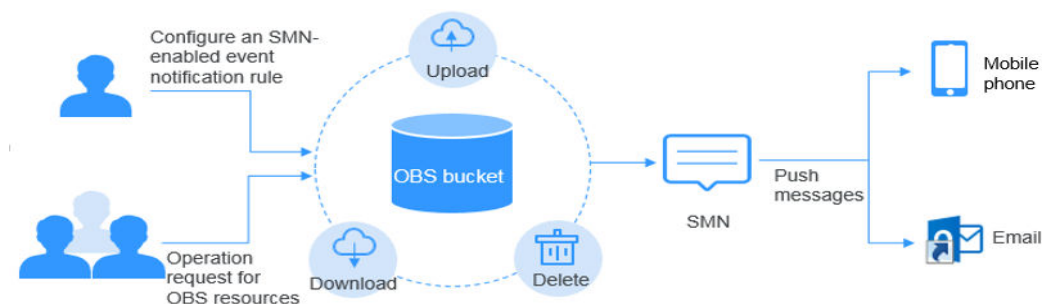 Configure an SMN-
enabled event
notification rule
Upload
Mobile
phone
OBS bucket
Push
messages
SMN
Operation
request for
OBS resources
Download
Delete
Email